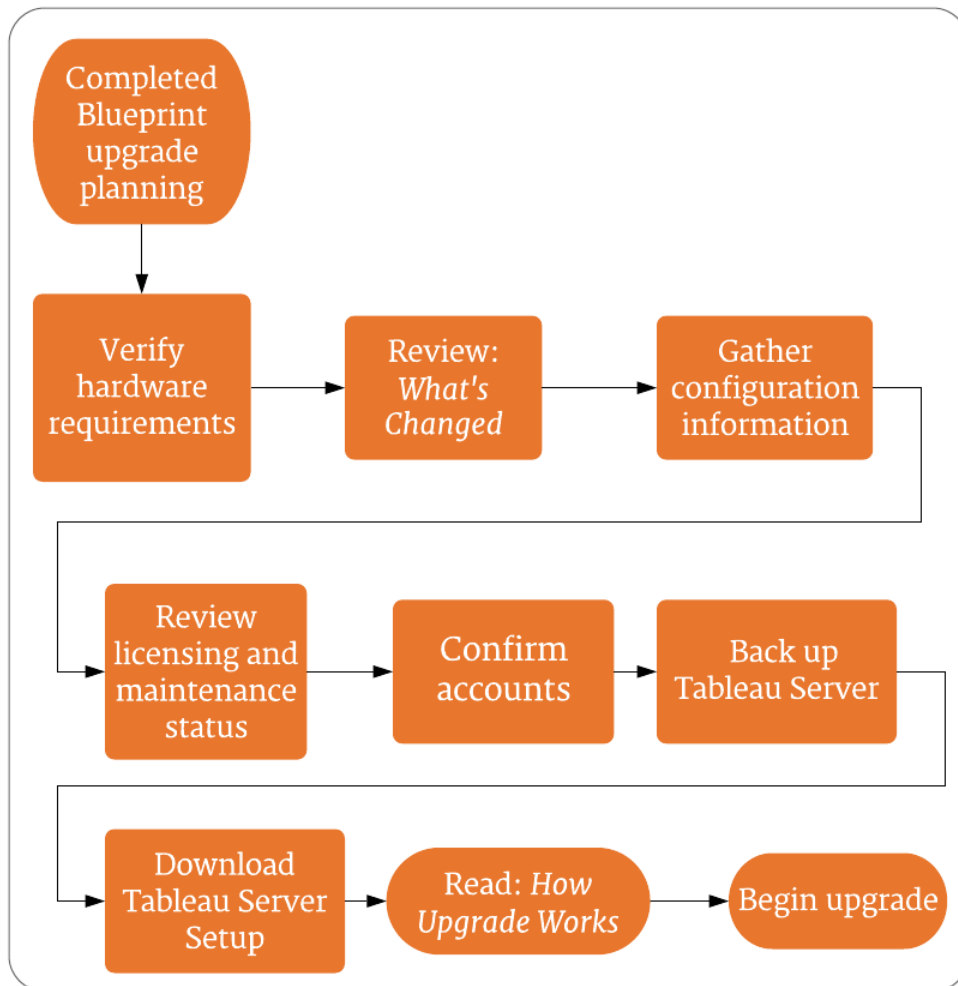 Completed
Blueprint
upgrade
planning
Verify
hardware
requirements
Review:
What's
Changed
Gather
configuration
information
Review
licensing and
maintenance
status
Confirm
accounts
Back up
Tableau Server
Download
Tableau Server
Setup
Read: How
Upgrade Works
Begin upgrade